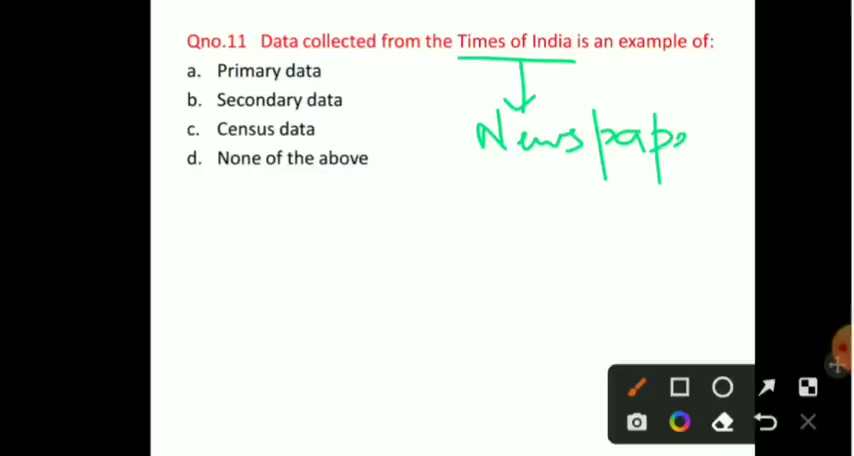 Qno.11 Data collected from the Times of India is an example of:
a. Primary data
b. Secondary data
c. Census data
d. None of the above